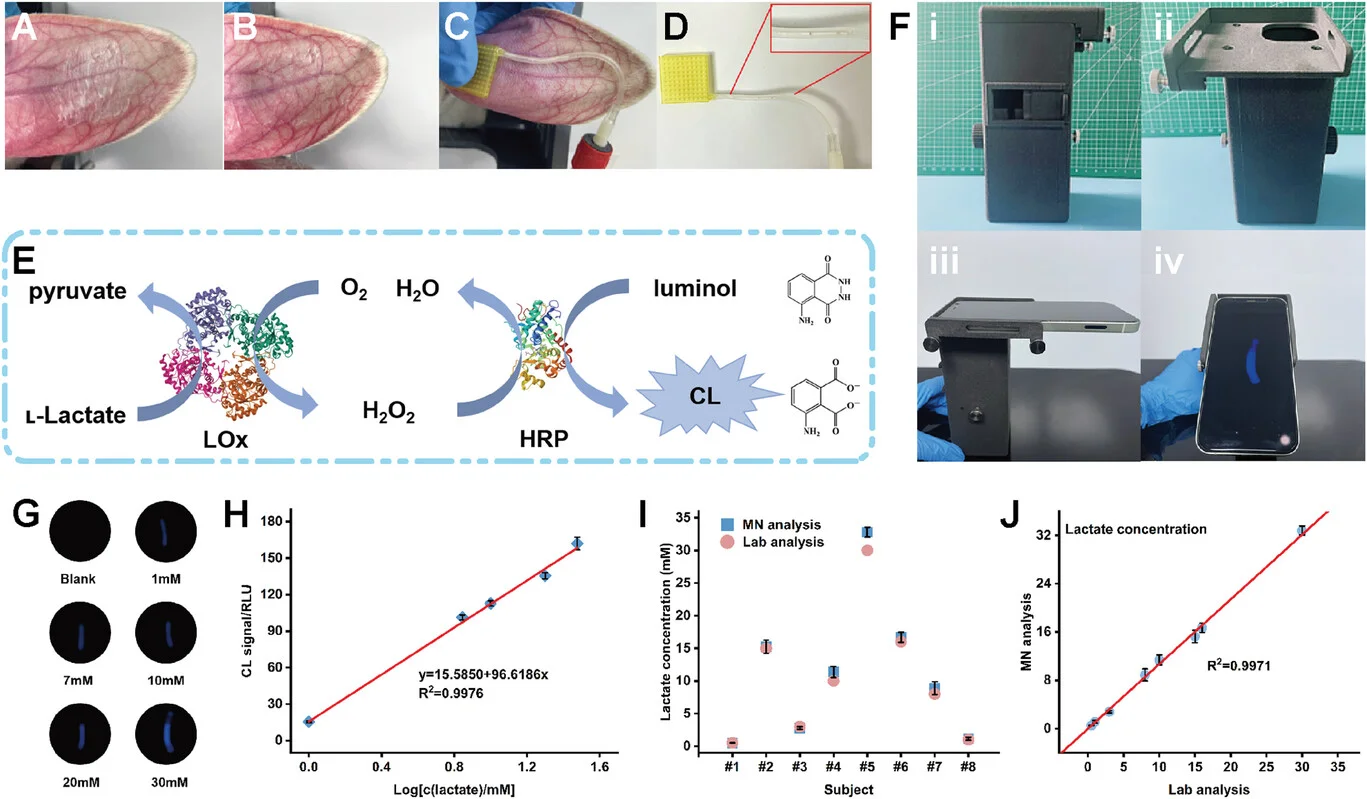 A
B
C
D
E
pyruvate
O₂
H₂O
luminol
O
NH
NH
NH₂
O
L-Lactate
LOx
H₂O₂
HRP
CL
O
O⁻
O⁻
NH₂
O
F
i
ii
iii
iv
G
Blank
1mM
7mM
10mM
20mM
30mM
H
CL signal/RLU
180
150
120
90
60
30
0
y=15.5850+96.6186x
R²=0.9976
0.0
0.4
0.8
1.2
1.6
Log[c(lactate)/mM]
I
Lactate concentration (mM)
35
30
25
20
15
10
5
0
MN analysis
Lab analysis
#1
#2
#3
#4
#5
#6
#7
#8
Subject
J
Lactate concentration
MN analysis
32
24
16
8
0
R²=0.9971
0
5
10
15
20
25
30
35
Lab analysis